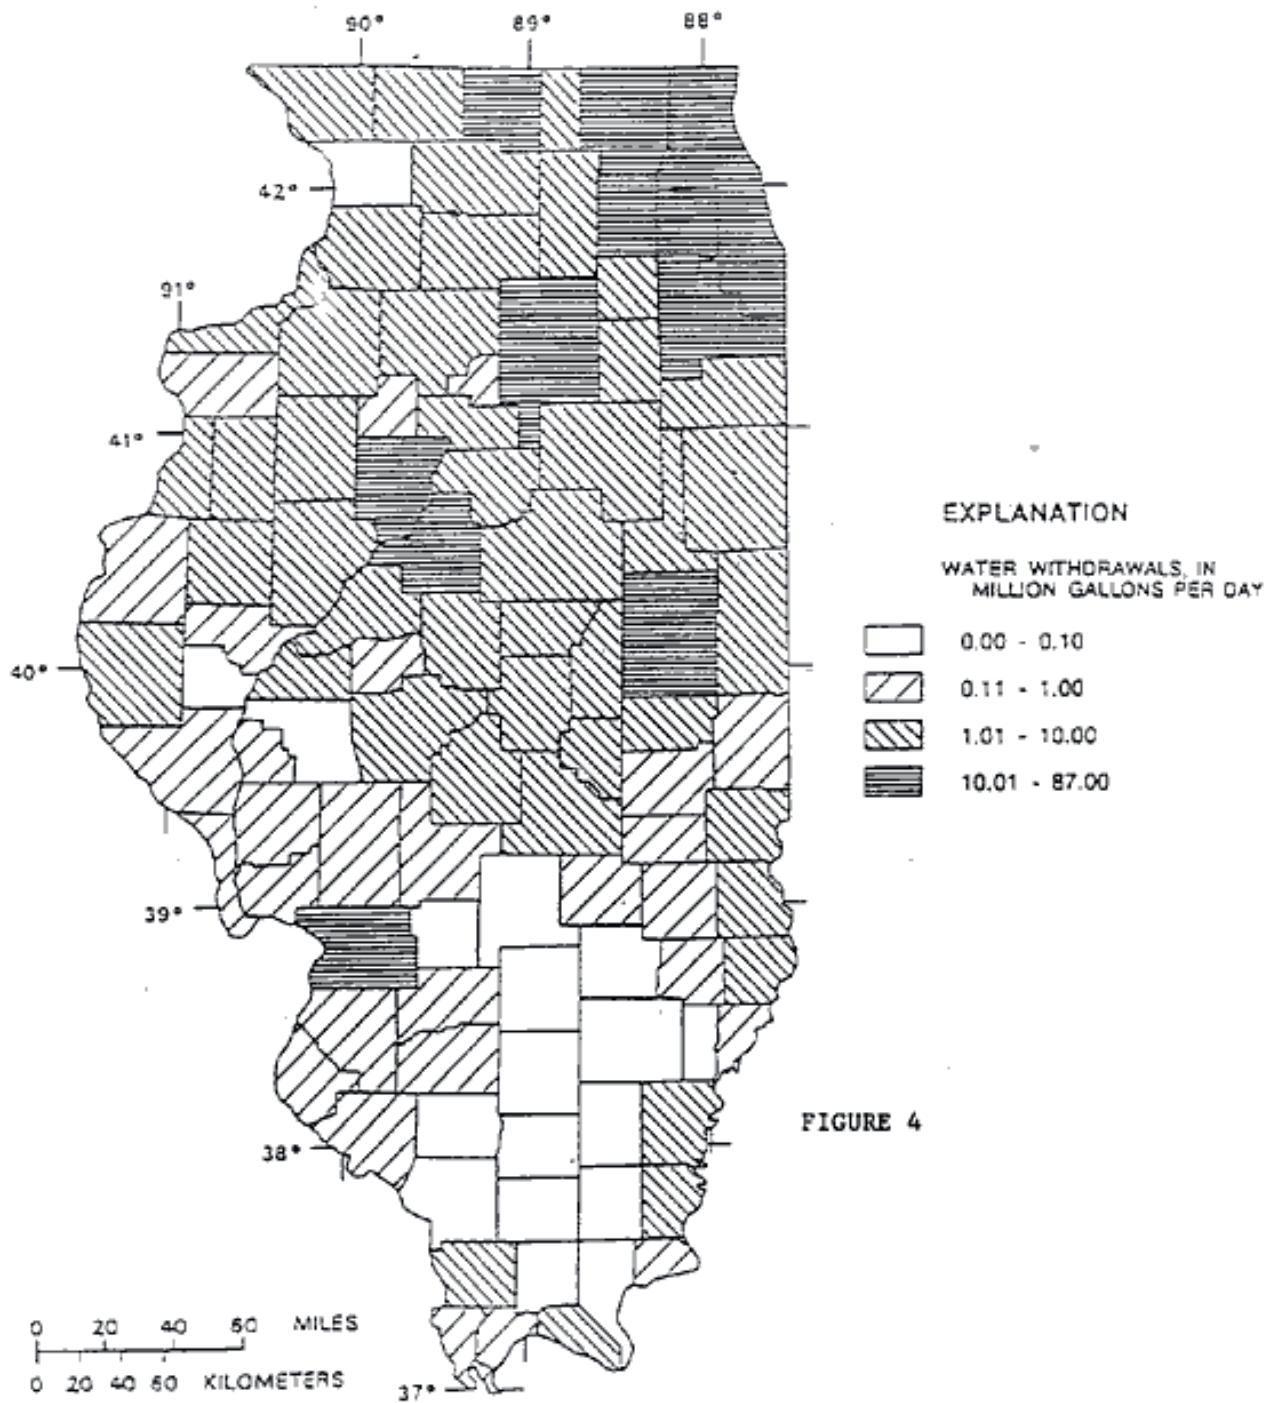 90°
89°
88°
42°
91°
41°
40°
39°
38°
37°
EXPLANATION
WATER WITHDRAWALS, IN
MILLION GALLONS PER DAY
0.00 - 0.10
0.11 - 1.00
1.01 - 10.00
10.01 - 87.00
FIGURE 4
0 20 40 60 MILES
0 20 40 60 KILOMETERS